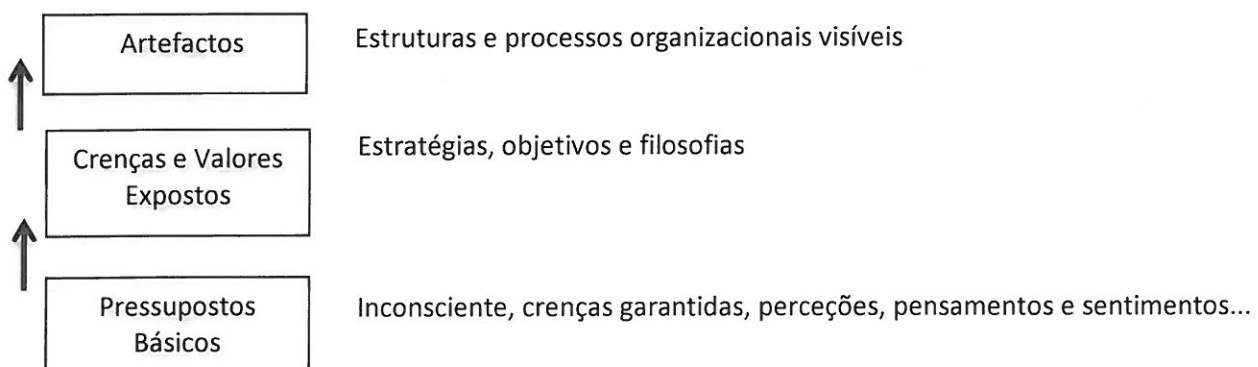 Artefactos
Estruturas e processos organizacionais visíveis
Crenças e Valores
Expostos
Estratégias, objetivos e filosofias
Pressupostos
Básicos
Inconsciente, crenças garantidas, perceções, pensamentos e sentimentos...